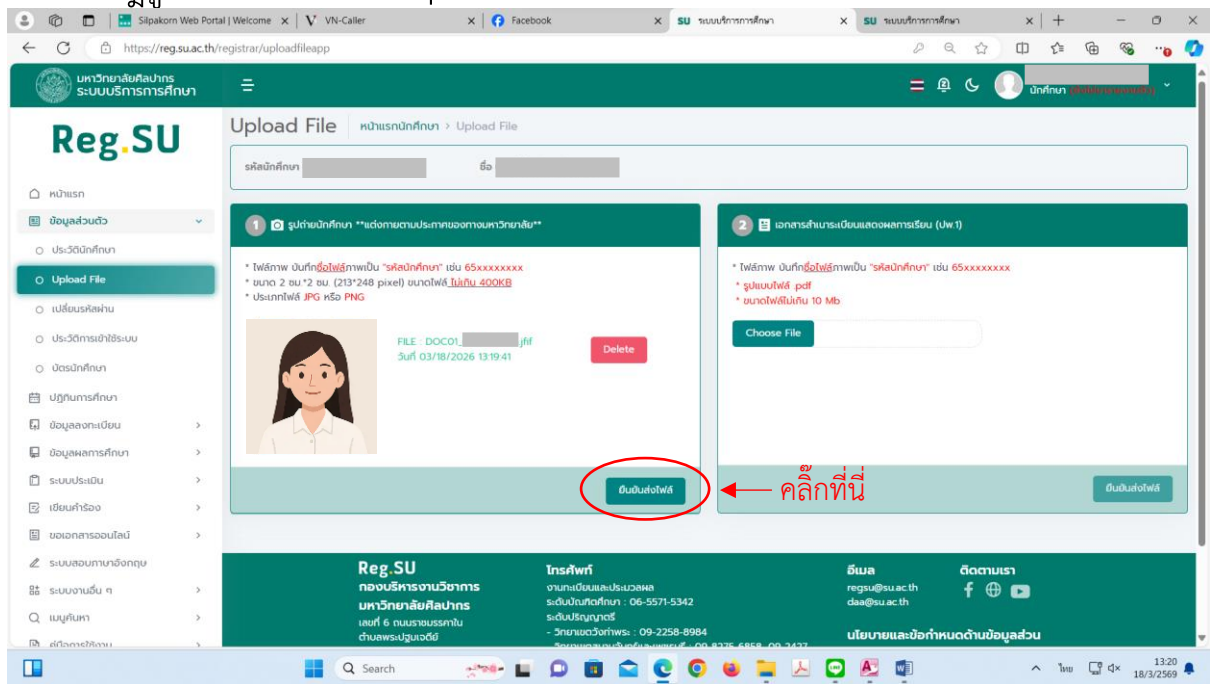 Silpakorn Web Portal | Welcome
VN-Caller
Facebook
SU ระบบบริการการศึกษา
SU ระบบบริการการศึกษา
https://reg.su.ac.th/registrar/uploadfileapp
มหาวิทยาลัยศิลปากร
ระบบบริการการศึกษา
นักศึกษา
Reg.SU
Upload File
หน้าแรกนักศึกษา > Upload File
รหัสนักศึกษา
ชื่อ
หน้าแรก
ข้อมูลส่วนตัว
ประวัตินักศึกษา
Upload File
เปลี่ยนรหัสผ่าน
ประวัติการเข้าใช้ระบบ
บัตรนักศึกษา
ปฏิทินการศึกษา
ข้อมูลลงทะเบียน
ข้อมูลผลการศึกษา
ระบบประเมิน
เขียนคำร้อง
ขอเอกสารออนไลน์
ระบบสอบภาษาอังกฤษ
ระบบงานอื่น ๆ
เมนูค้นหา
คู่มือการใช้งาน
1 รูปถ่ายนักศึกษา **แต่งกายตามประกาศของทางมหาวิทยาลัย**
* ไฟล์ภาพ บันทึกชื่อไฟล์ภาพเป็น "รหัสนักศึกษา" เช่น 65xxxxxxxx
* ขนาด 2 ซม.*2 ซม. (213*248 pixel) ขนาดไฟล์ ไม่เกิน 400KB
* ประเภทไฟล์ JPG หรือ PNG
FILE : DOC01_ .jfif
วันที่ 03/18/2026 13:19:41
Delete
ยืนยันส่งไฟล์
คลิ๊กที่นี่
2 เอกสารสำเนาระเบียนแสดงผลการเรียน (ปพ.1)
* ไฟล์ภาพ บันทึกชื่อไฟล์ภาพเป็น "รหัสนักศึกษา" เช่น 65xxxxxxxx
* รูปแบบไฟล์ .pdf
* ขนาดไฟล์ไม่เกิน 10 Mb
Choose File
ยืนยันส่งไฟล์
Reg.SU
กองบริหารงานวิชาการ
มหาวิทยาลัยศิลปากร
เลขที่ 6 ถนนราชมรรคาใน
ตำบลพระปฐมเจดีย์
โทรศัพท์
งานทะเบียนและประมวลผล
ระดับบัณฑิตศึกษา : 06-5571-5342
ระดับปริญญาตรี
- วิทยาเขตวังท่าพระ : 09-2258-8984
อีเมล
regsu@su.ac.th
daa@su.ac.th
ติดตามเรา
นโยบายและข้อกำหนดด้านข้อมูลส่วน
Search
ไทย
13:20
18/3/2569